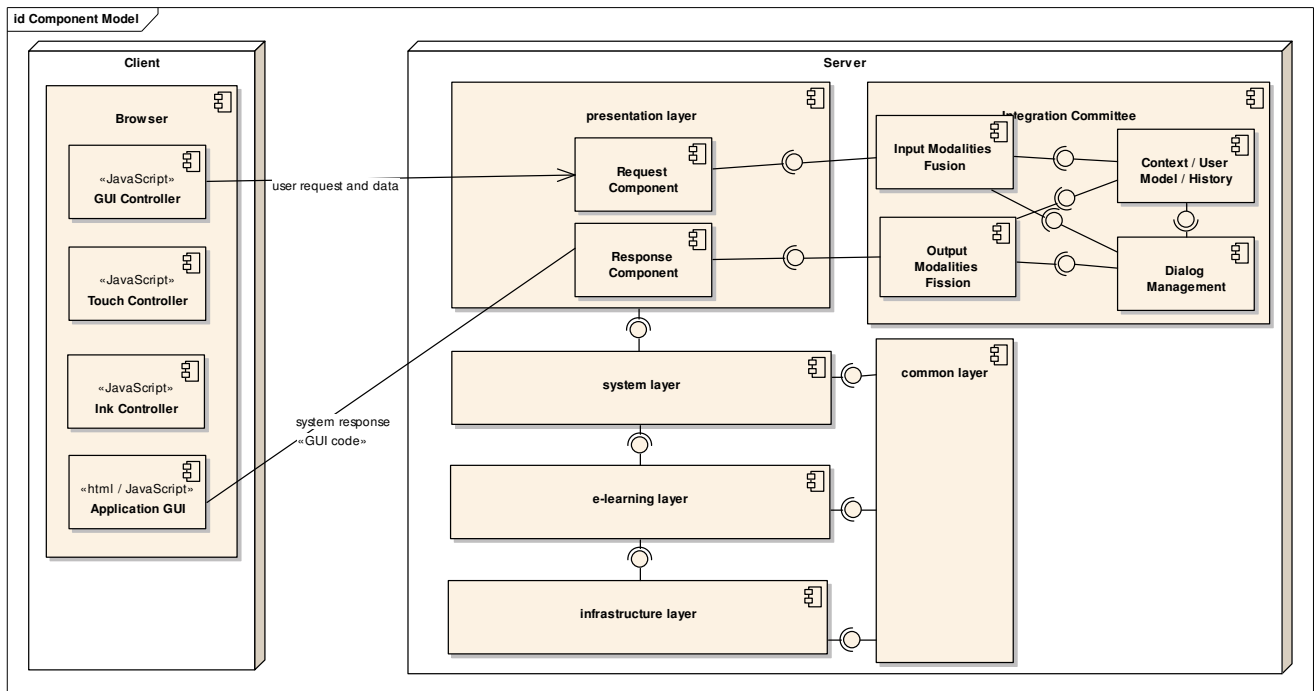 id Component Model
Client
Browser
«JavaScript»
GUI Controller
«JavaScript»
Touch Controller
«JavaScript»
Ink Controller
«html / JavaScript»
Application GUI
user request and data
system response
«GUI code»
Server
presentation layer
Request
Component
Response
Component
Integration Committee
Input Modalities
Fusion
Context / User
Model / History
Output
Modalities
Fission
Dialog
Management
system layer
common layer
e-learning layer
infrastructure layer